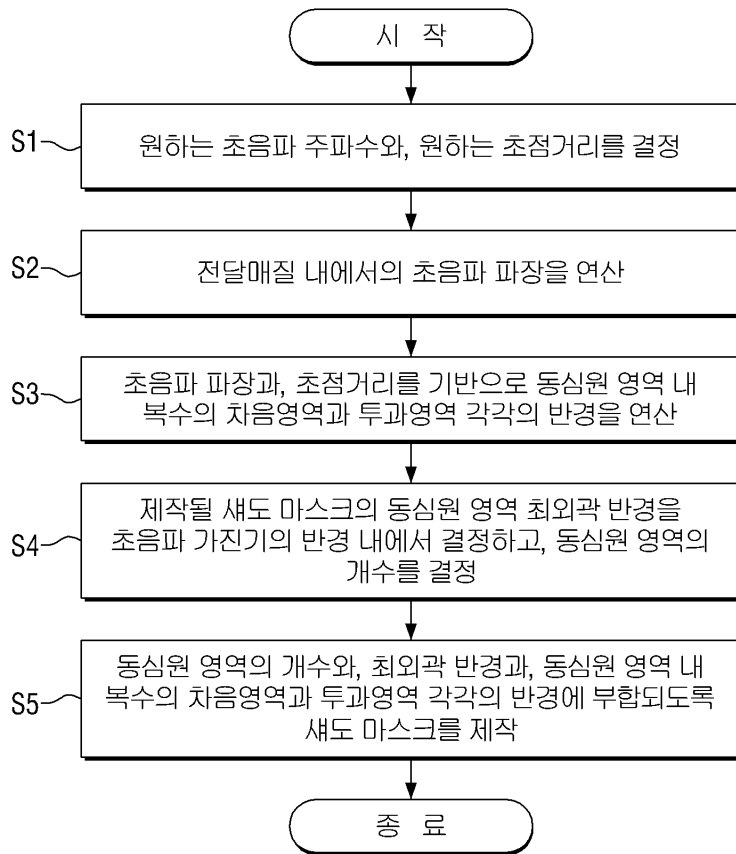 시 작
S1
원하는 초음파 주파수와, 원하는 초점거리를 결정
S2
전달매질 내에서의 초음파 파장을 연산
S3
초음파 파장과, 초점거리를 기반으로 동심원 영역 내
복수의 차음영역과 투과영역 각각의 반경을 연산
S4
제작될 섀도 마스크의 동심원 영역 최외곽 반경을
초음파 가진기의 반경 내에서 결정하고, 동심원 영역의
개수를 결정
S5
동심원 영역의 개수와, 최외곽 반경과, 동심원 영역 내
복수의 차음영역과 투과영역 각각의 반경에 부합되도록
섀도 마스크를 제작
종 료